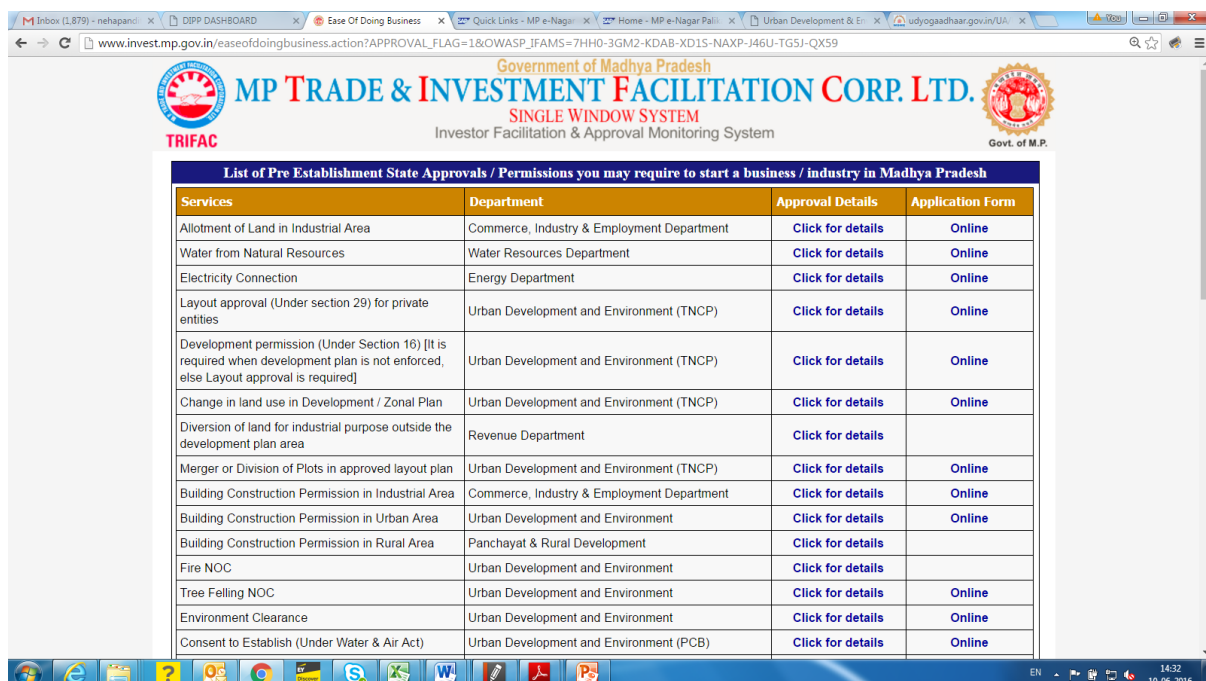 Inbox (1,879) - nehapandi
DIPP DASHBOARD
Ease Of Doing Business
Quick Links - MP e-Nagar
Home - MP e-Nagar Palik
Urban Development & En
udyogaadhaar.gov.in/UA
You
www.invest.mp.gov.in/easeofdoingbusiness.action?APPROVAL_FLAG=1&OWASP_IFAMS=7HH0-3GM2-KDAB-XD1S-NAXP-J46U-TG5J-QX59
Government of Madhya Pradesh
MP TRADE & INVESTMENT FACILITATION CORP. LTD.
SINGLE WINDOW SYSTEM
Investor Facilitation & Approval Monitoring System
TRIFAC
Govt. of M.P.
List of Pre Establishment State Approvals / Permissions you may require to start a business / industry in Madhya Pradesh
Services Department Approval Details Application Form
Allotment of Land in Industrial Area Commerce, Industry & Employment Department Click for details Online
Water from Natural Resources Water Resources Department Click for details Online
Electricity Connection Energy Department Click for details Online
Layout approval (Under section 29) for private
entities Urban Development and Environment (TNCP) Click for details Online
Development permission (Under Section 16) [It is
required when development plan is not enforced, Urban Development and Environment (TNCP) Click for details Online
else Layout approval is required]
Change in land use in Development / Zonal Plan Urban Development and Environment (TNCP) Click for details Online
Diversion of land for industrial purpose outside the
development plan area Revenue Department Click for details
Merger or Division of Plots in approved layout plan Urban Development and Environment (TNCP) Click for details Online
Building Construction Permission in Industrial Area Commerce, Industry & Employment Department Click for details Online
Building Construction Permission in Urban Area Urban Development and Environment Click for details Online
Building Construction Permission in Rural Area Panchayat & Rural Development Click for details
Fire NOC Urban Development and Environment Click for details
Tree Felling NOC Urban Development and Environment Click for details Online
Environment Clearance Urban Development and Environment Click for details Online
Consent to Establish (Under Water & Air Act) Urban Development and Environment (PCB) Click for details Online
EY
Discover
EN
14:32
10-06-2016